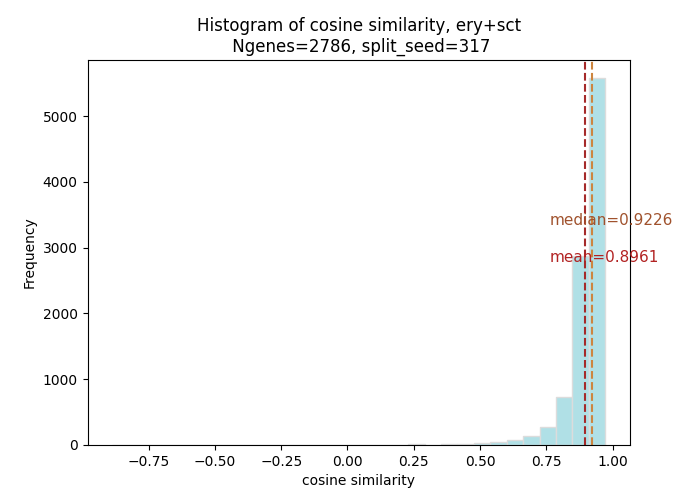 Histogram of cosine similarity, ery+sct
Ngenes=2786, split_seed=317
5000
4000
3000
2000
1000
0
Frequency
median=0.9226
mean=0.8961
−0.75 −0.50 −0.25 0.00 0.25 0.50 0.75 1.00
cosine similarity